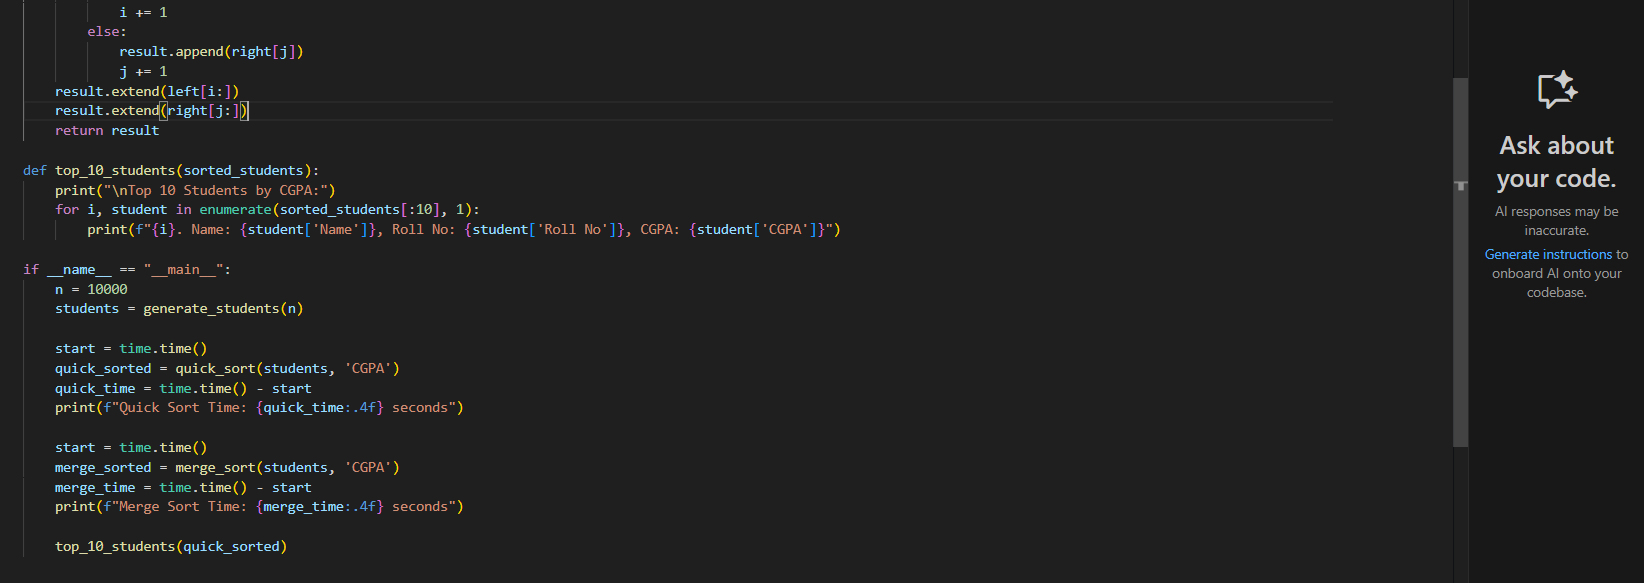 i += 1
        else:
            result.append(right[j])
            j += 1
    result.extend(left[i:])
    result.extend(right[j:])
    return result

def top_10_students(sorted_students):
    print("\nTop 10 Students by CGPA:")
    for i, student in enumerate(sorted_students[:10], 1):
        print(f"{i}. Name: {student['Name']}, Roll No: {student['Roll No']}, CGPA: {student['CGPA']}")

if __name__ == "__main__":
    n = 10000
    students = generate_students(n)

    start = time.time()
    quick_sorted = quick_sort(students, 'CGPA')
    quick_time = time.time() - start
    print(f"Quick Sort Time: {quick_time:.4f} seconds")

    start = time.time()
    merge_sorted = merge_sort(students, 'CGPA')
    merge_time = time.time() - start
    print(f"Merge Sort Time: {merge_time:.4f} seconds")

    top_10_students(quick_sorted)
Ask about
your code.
AI responses may be
inaccurate.
Generate instructions to
onboard AI onto your
codebase.